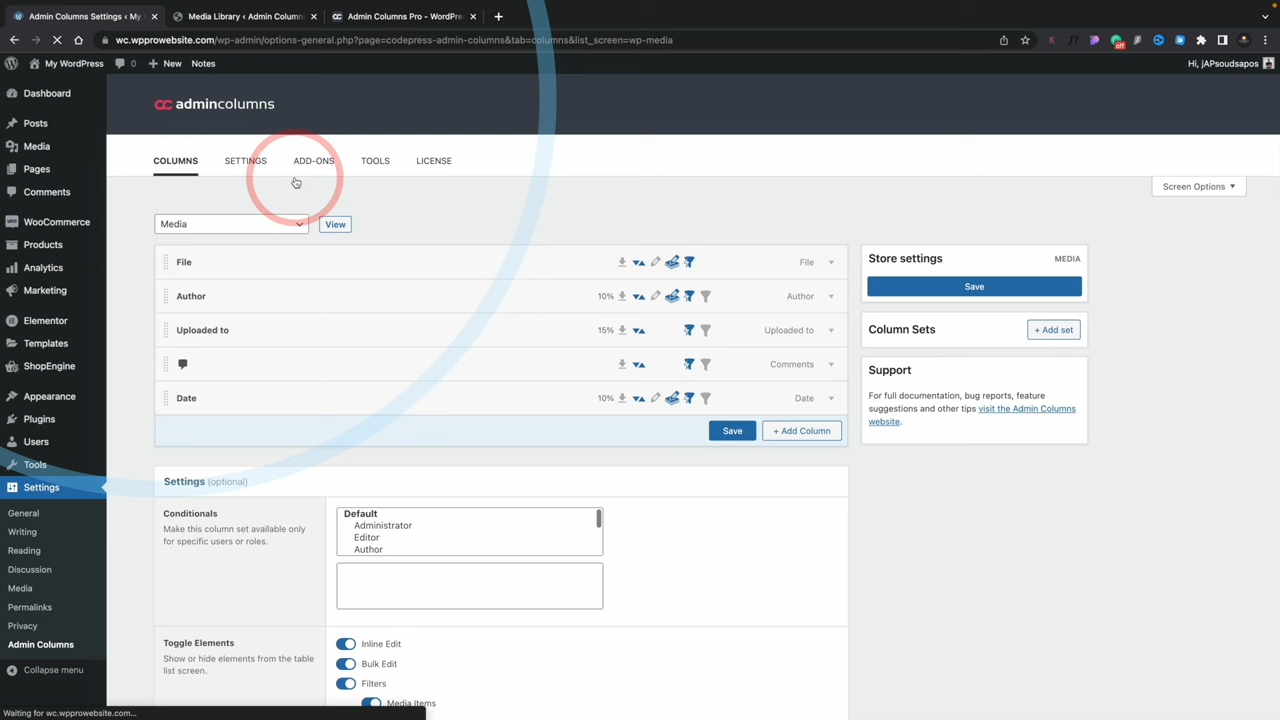 Admin Columns Settings ‹ My W
Media Library ‹ Admin Column
Admin Columns Pro - WordPre
wc.wpprowebsite.com/wp-admin/options-general.php?page=codepress-admin-columns&tab=columns&list_screen=wp-media
off
My WordPress
0
New
Notes
Hi, jAPsoudsapos
Dashboard
Posts
Media
Pages
Comments
WooCommerce
Products
Analytics
Marketing
Elementor
Templates
ShopEngine
Appearance
Plugins
Users
Tools
Settings
General
Writing
Reading
Discussion
Media
Permalinks
Privacy
Admin Columns
Collapse menu
admincolumns
COLUMNS
SETTINGS
ADD-ONS
TOOLS
LICENSE
Screen Options
Media
View
File
File
Author
10%
Author
Uploaded to
15%
Uploaded to
Comments
Date
10%
Date
Save
+ Add Column
Store settings
MEDIA
Save
Column Sets
+ Add set
Support
For full documentation, bug reports, feature
suggestions and other tips visit the Admin Columns
website.
Settings (optional)
Conditionals
Make this column set available only
for specific users or roles.
Default
Administrator
Editor
Author
Toggle Elements
Show or hide elements from the table
list screen.
Inline Edit
Bulk Edit
Filters
Media Items
Waiting for wc.wpprowebsite.com...